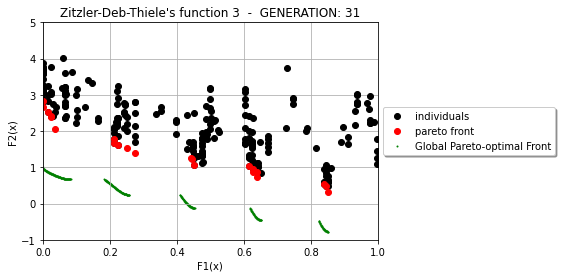 Zitzler-Deb-Thiele's function 3 - GENERATION: 31
5
4
3
2
1
0
−1
F2(x)
0.0 0.2 0.4 0.6 0.8 1.0
F1(x)
individuals
pareto front
Global Pareto-optimal Front